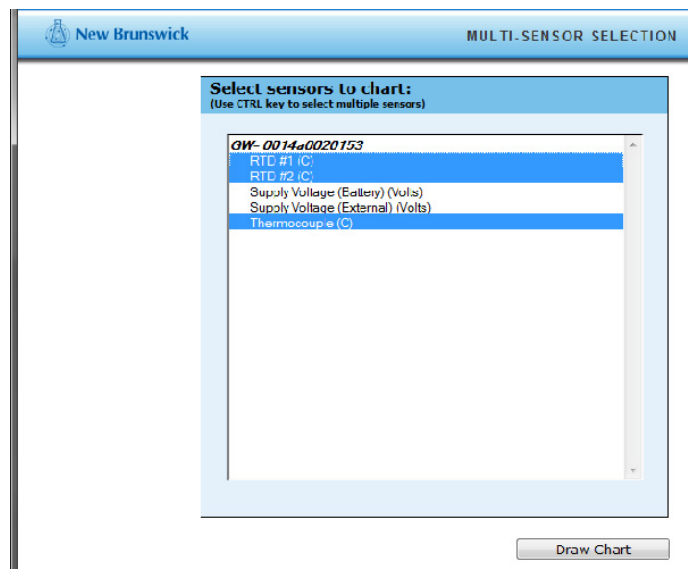 New Brunswick
MULTI-SENSOR SELECTION
Select sensors to chart:
(Use CTRL key to select multiple sensors)
GW-0014a0020153
RTD #1 (C)
RTD #2 (C)
Supply Voltage (Battery) (Volts)
Supply Voltage (External) (Volts)
Thermocouple (C)
Draw Chart